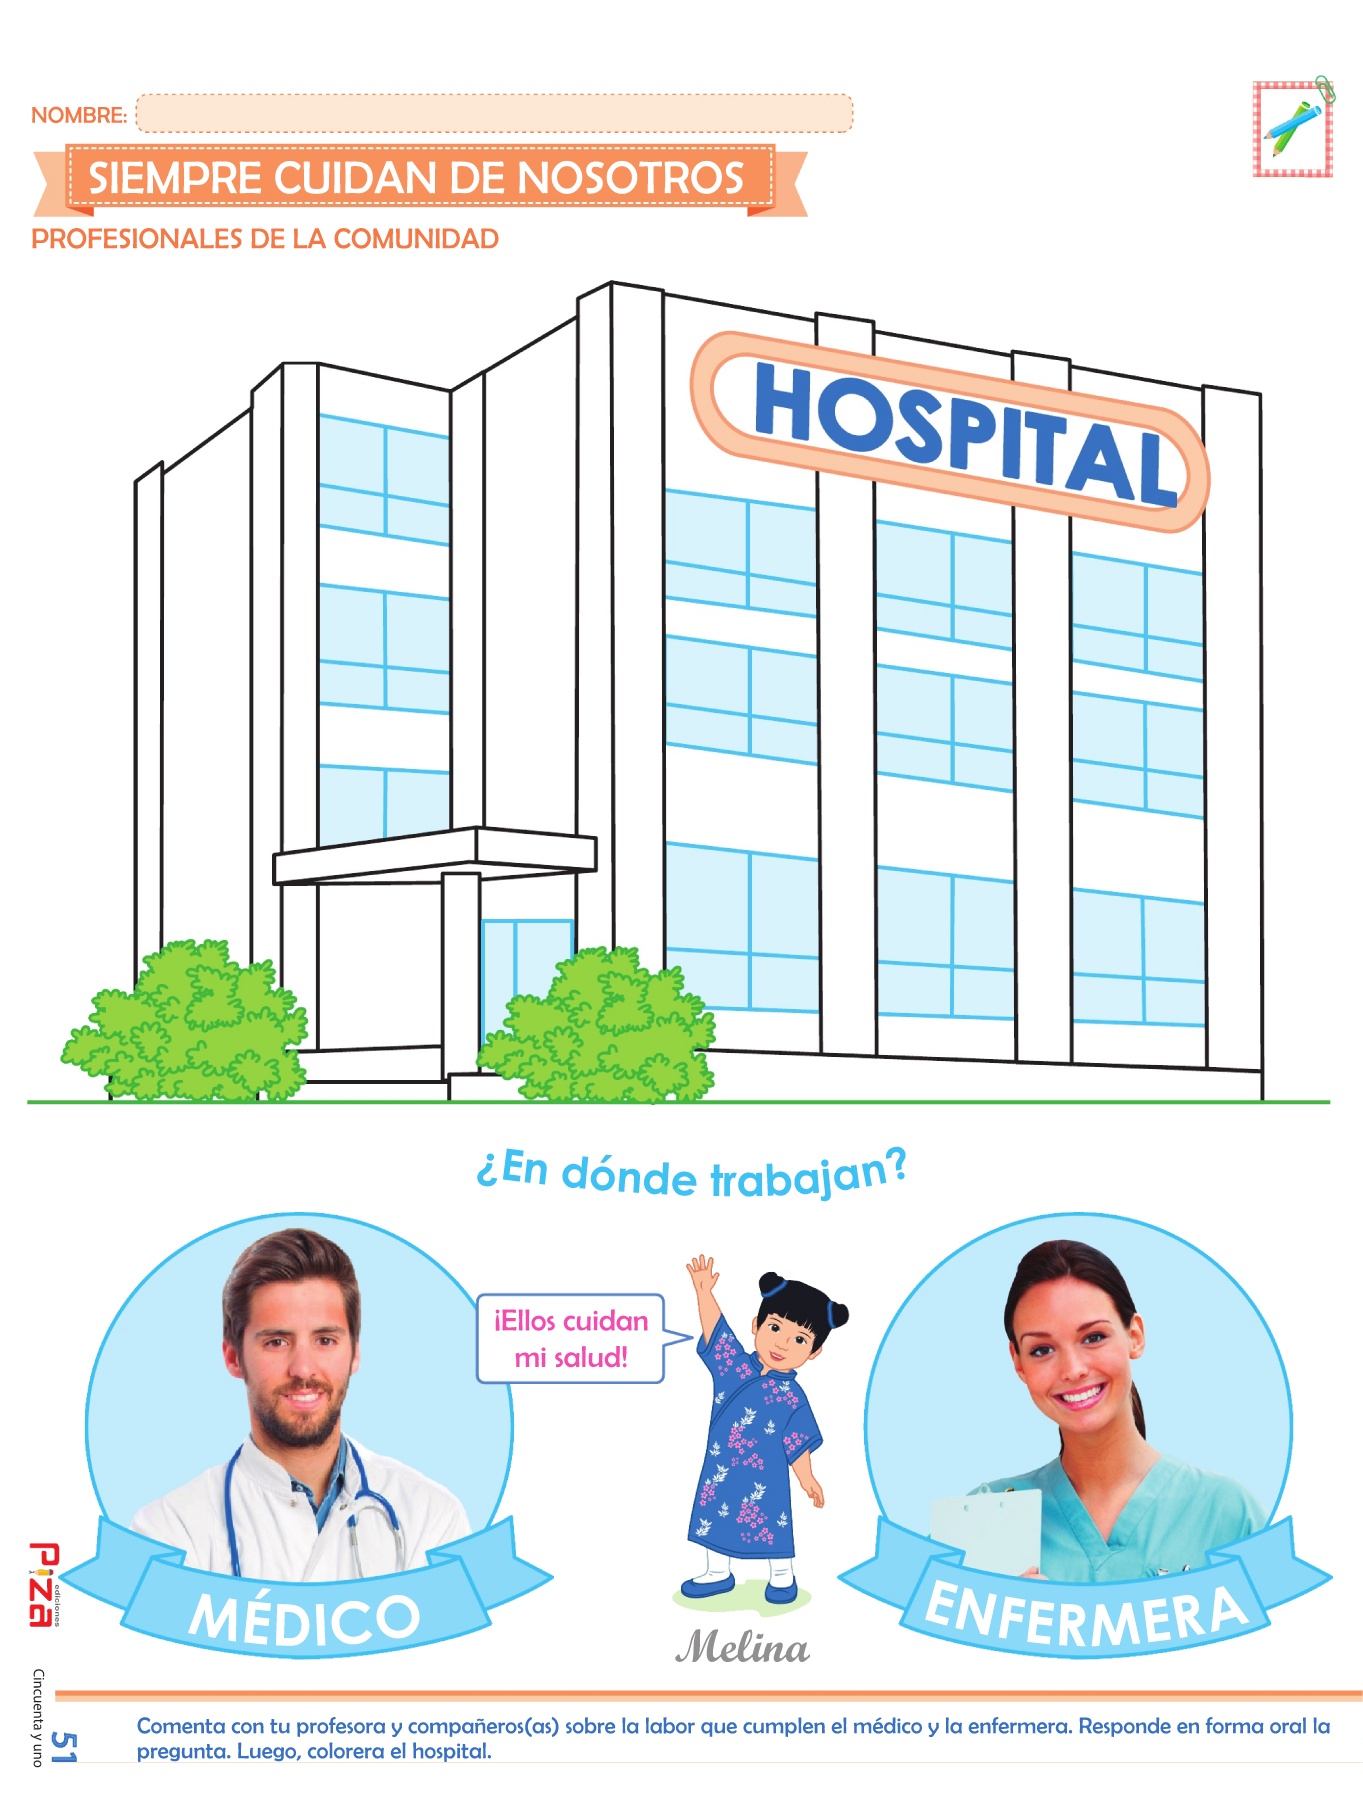 NOMBRE:
SIEMPRE CUIDAN DE NOSOTROS
PROFESIONALES DE LA COMUNIDAD
HOSPITAL
¿En dónde trabajan?
¡Ellos cuidan
mi salud!
MÉDICO
Melina
ENFERMERA
Comenta con tu profesora y compañeros(as) sobre la labor que cumplen el médico y la enfermera. Responde en forma oral la
pregunta. Luego, colorera el hospital.
Piza
ediciones
Cincuenta y uno
51